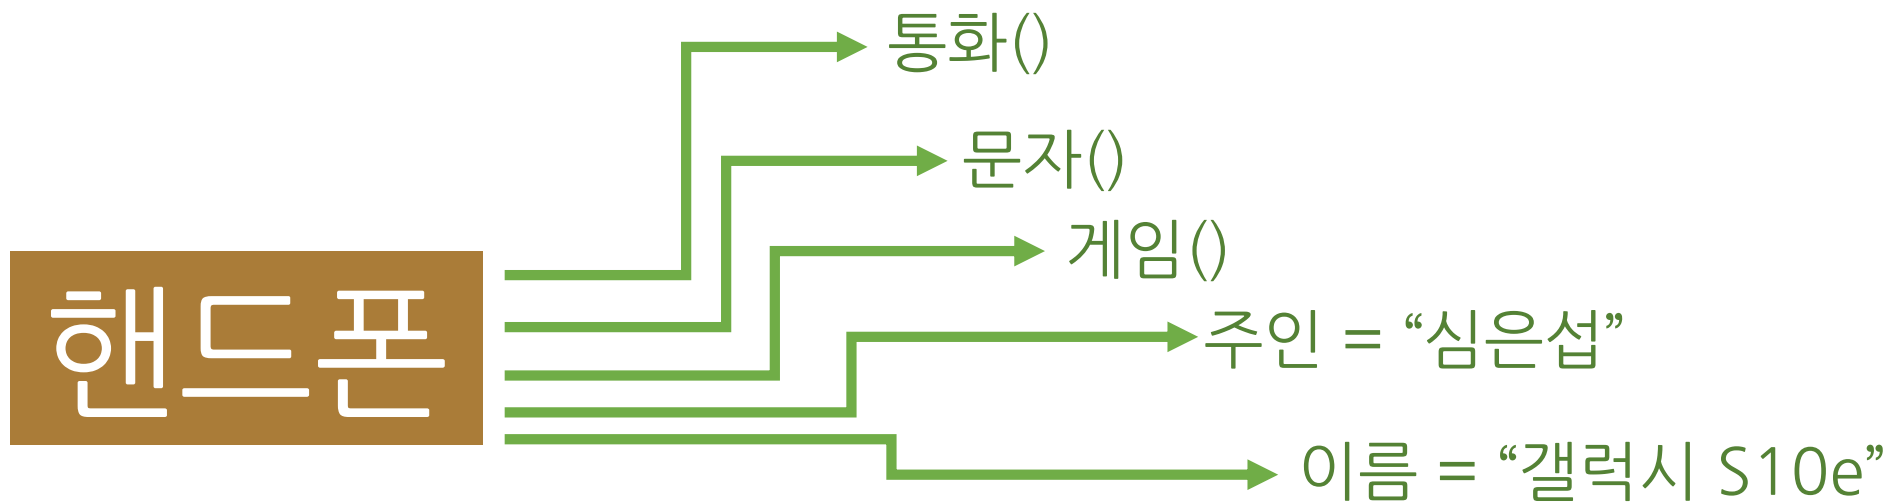 통화()
문자()
게임()
핸드폰
주인 = “심은섭”
이름 = “갤럭시 S10e”